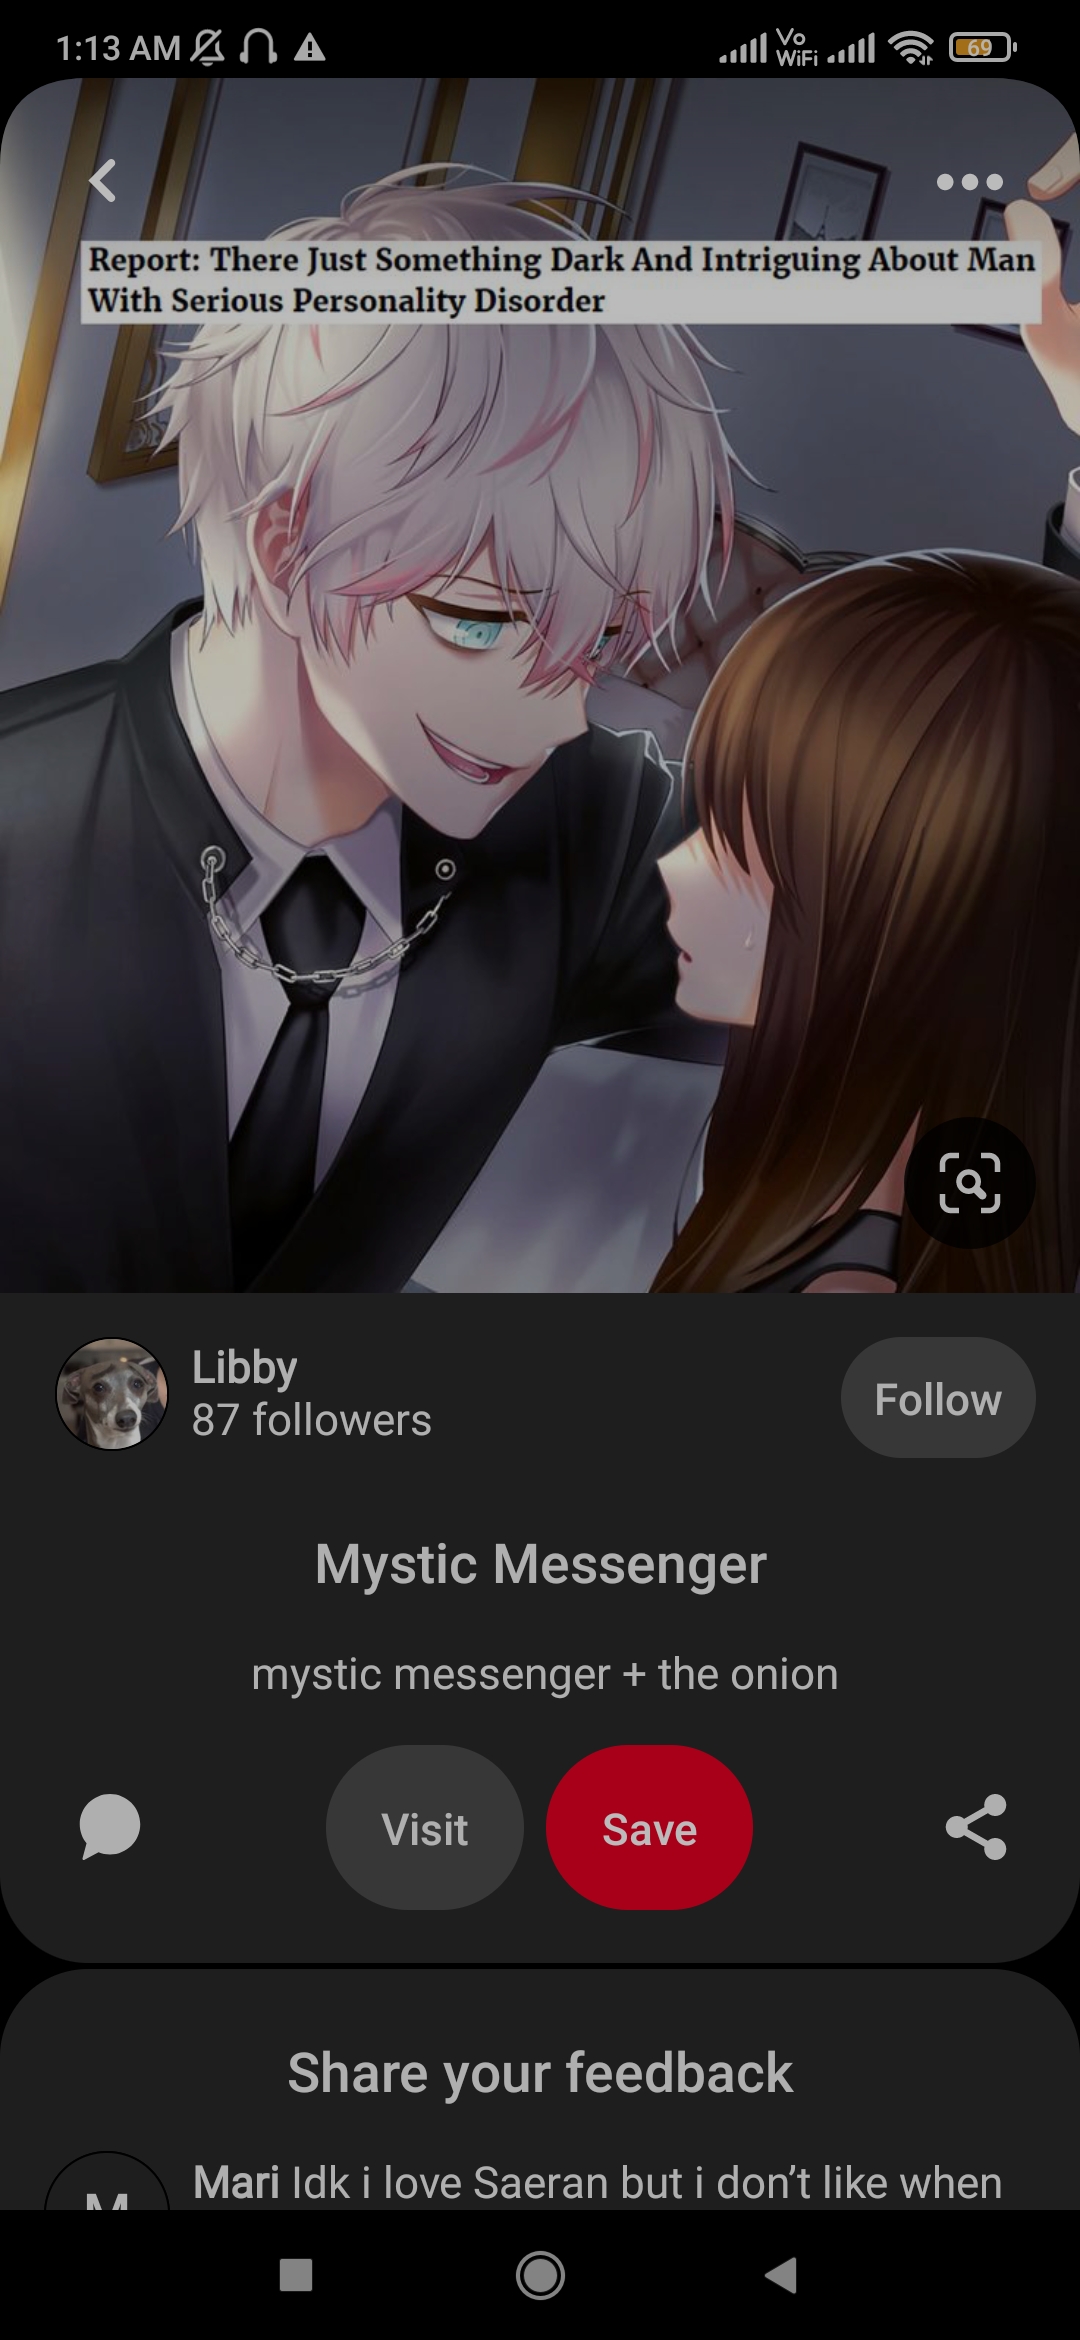 1:13 AM
Vo
WiFi
69
Report: There Just Something Dark And Intriguing About Man
With Serious Personality Disorder
Libby
87 followers
Follow
Mystic Messenger
mystic messenger + the onion
Visit
Save
Share your feedback
M
Mari Idk i love Saeran but i don’t like when